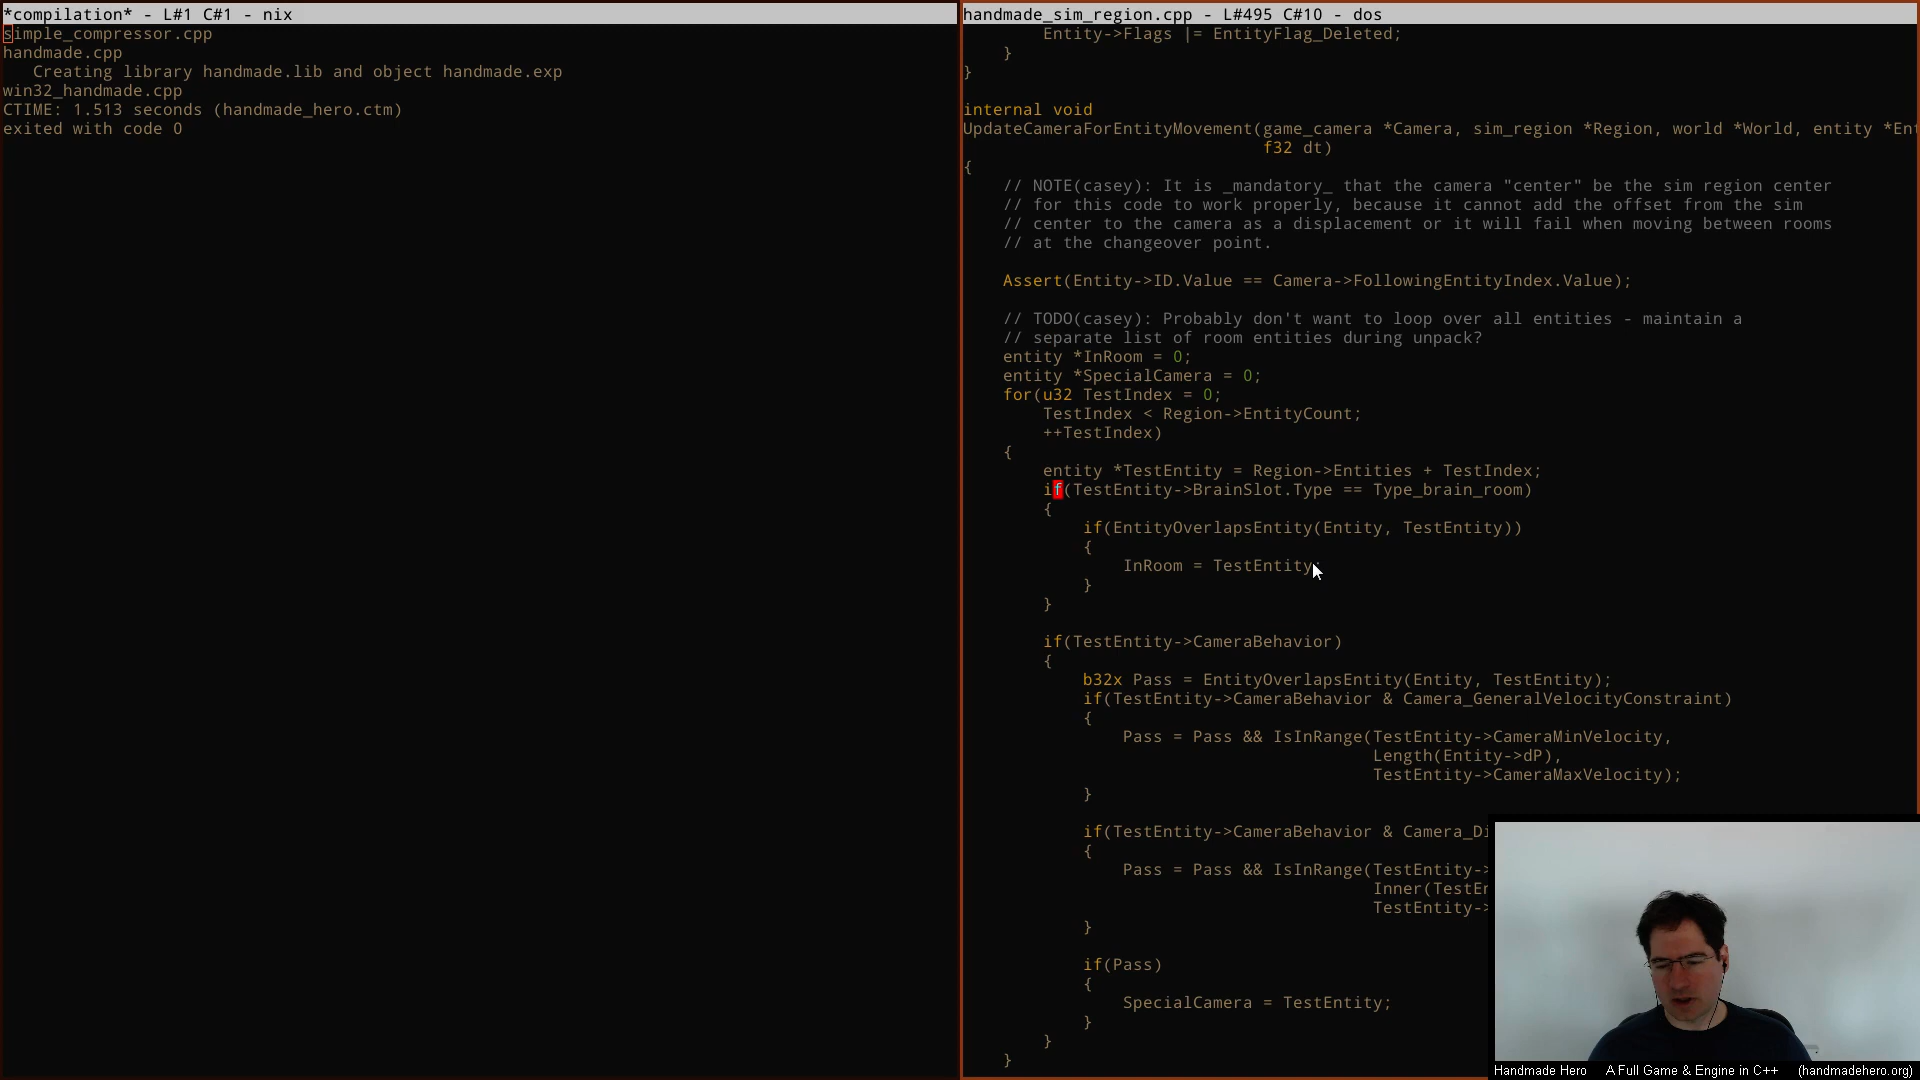 *compilation* - L#1 C#1 - nix
simple_compressor.cpp
handmade.cpp
   Creating library handmade.lib and object handmade.exp
win32_handmade.cpp
CTIME: 1.513 seconds (handmade_hero.ctm)
exited with code 0
handmade_sim_region.cpp - L#495 C#10 - dos
        Entity->Flags |= EntityFlag_Deleted;
    }
}
internal void
UpdateCameraForEntityMovement(game_camera *Camera, sim_region *Region, world *World, entity *Ent
                              f32 dt)
{
    // NOTE(casey): It is _mandatory_ that the camera "center" be the sim region center
    // for this code to work properly, because it cannot add the offset from the sim
    // center to the camera as a displacement or it will fail when moving between rooms
    // at the changeover point.
    Assert(Entity->ID.Value == Camera->FollowingEntityIndex.Value);
    // TODO(casey): Probably don't want to loop over all entities - maintain a
    // separate list of room entities during unpack?
    entity *InRoom = 0;
    entity *SpecialCamera = 0;
    for(u32 TestIndex = 0;
        TestIndex < Region->EntityCount;
        ++TestIndex)
    {
        entity *TestEntity = Region->Entities + TestIndex;
        if(TestEntity->BrainSlot.Type == Type_brain_room)
        {
            if(EntityOverlapsEntity(Entity, TestEntity))
            {
                InRoom = TestEntity;
            }
        }
        if(TestEntity->CameraBehavior)
        {
            b32x Pass = EntityOverlapsEntity(Entity, TestEntity);
            if(TestEntity->CameraBehavior & Camera_GeneralVelocityConstraint)
            {
                Pass = Pass && IsInRange(TestEntity->CameraMinVelocity,
                                         Length(Entity->dP),
                                         TestEntity->CameraMaxVelocity);
            }
            if(TestEntity->CameraBehavior & Camera_Di
            {
                Pass = Pass && IsInRange(TestEntity->
                                         Inner(TestEn
                                         TestEntity->
            }
            if(Pass)
            {
                SpecialCamera = TestEntity;
            }
        }
    }
Handmade Hero    A Full Game & Engine in C++    (handmadehero.org)